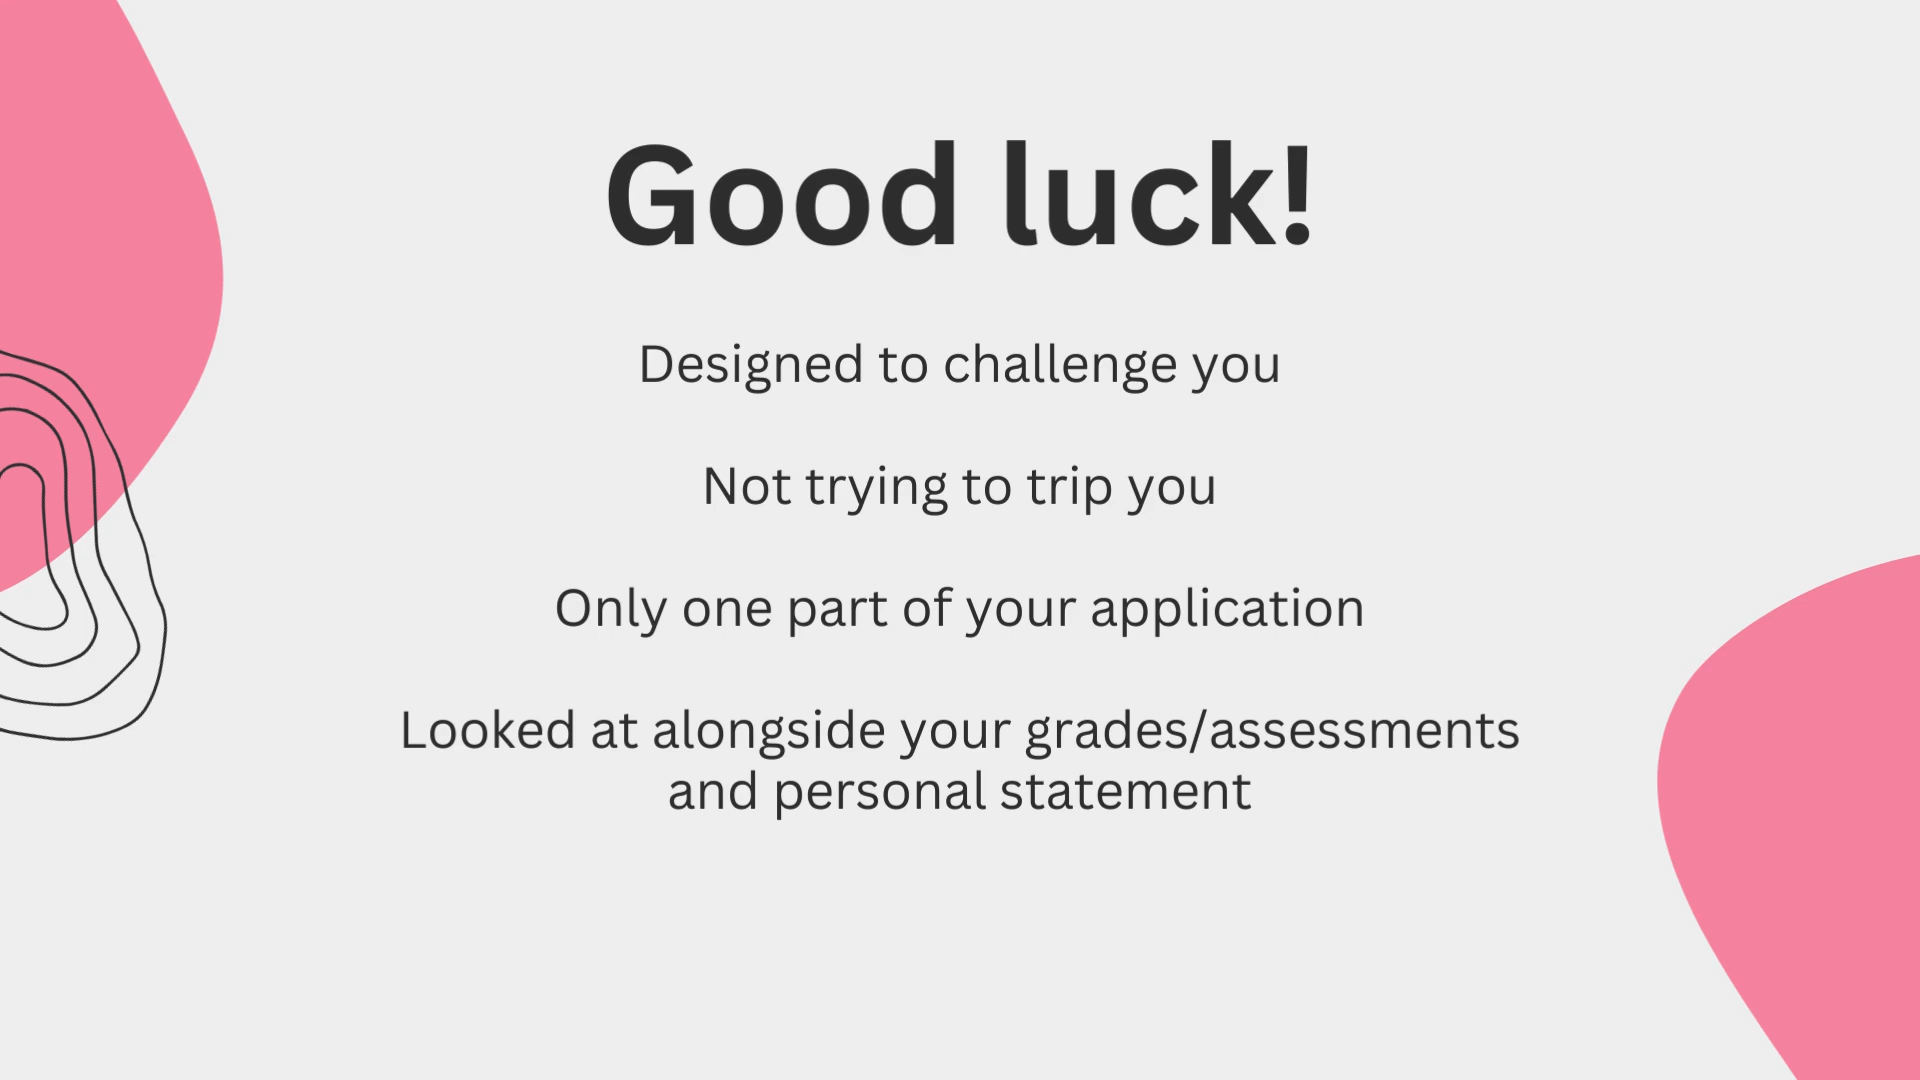 Good luck!
Designed to challenge you
Not trying to trip you
Only one part of your application
Looked at alongside your grades/assessments
and personal statement